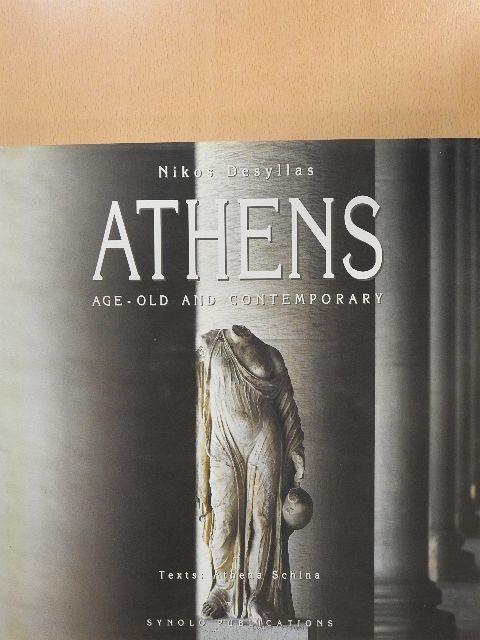 Nikos Desyllas
ATHENS
AGE-OLD AND CONTEMPORARY
Texts: Athena Schina
SYNOLO PUBLICATIONS